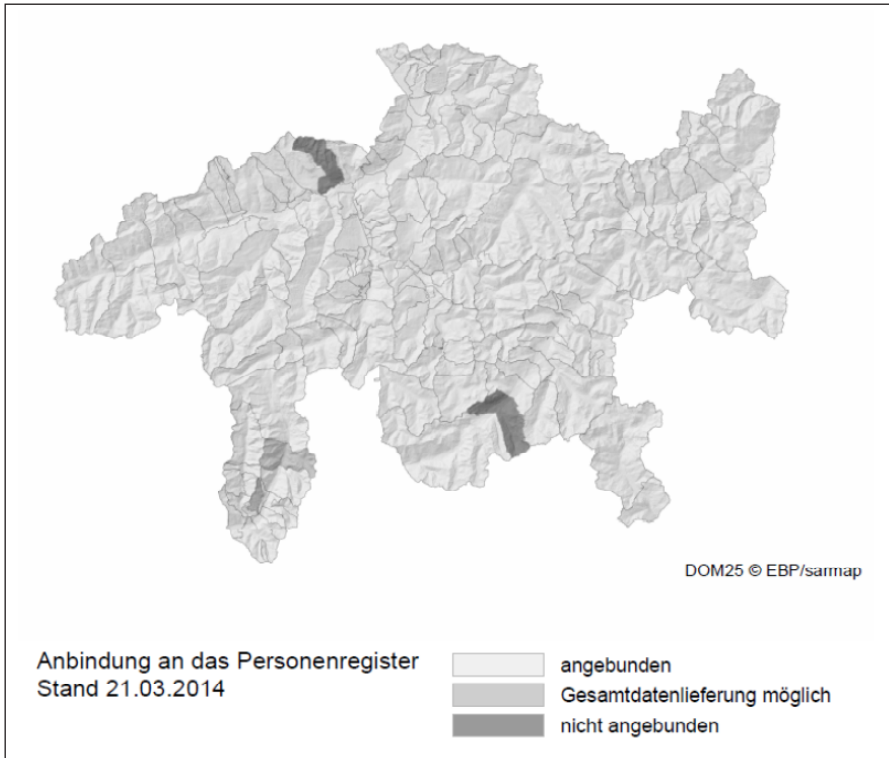 DOM25 © EBP/sarmap
Anbindung an das Personenregister
Stand 21.03.2014
angebunden
Gesamtdatenlieferung möglich
nicht angebunden